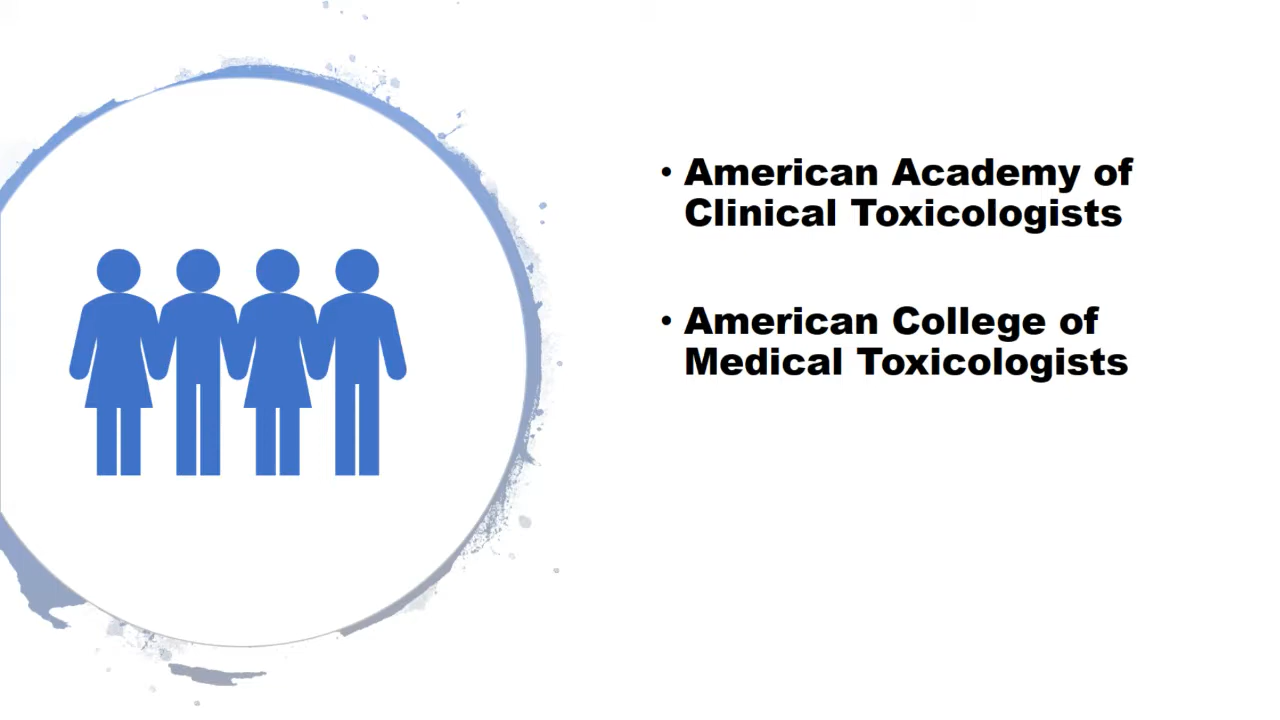 • American Academy of
Clinical Toxicologists
• American College of
Medical Toxicologists